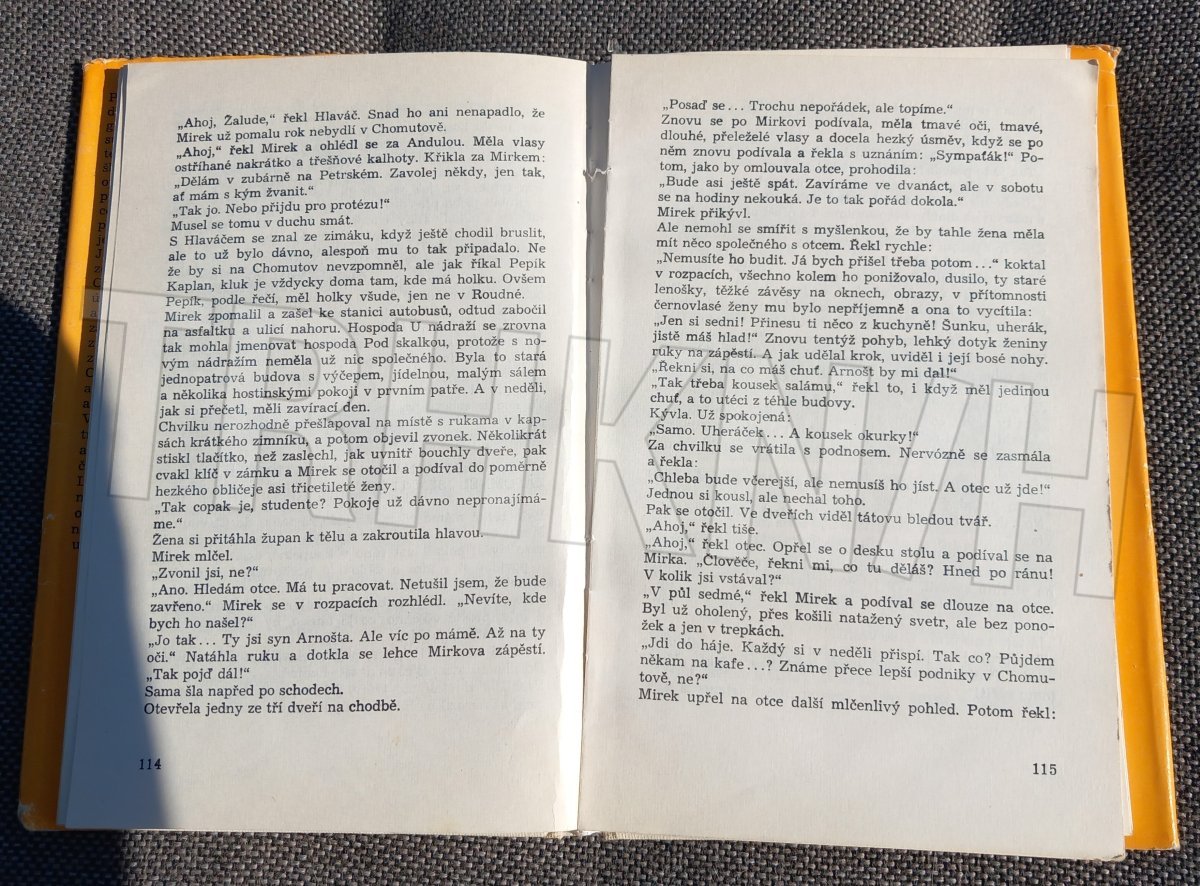 „Ahoj, Žalude,“ řekl Hlaváč. Snad ho ani nenapadlo, že
Mirek už pomalu rok nebydlí v Chomutově.
„Ahoj,“ řekl Mirek a ohlédl se za Andulou. Měla vlasy
ostříhané nakrátko a třešňové kalhoty. Křikla za Mirkem:
„Dělám v zubárně na Petrském. Zavolej někdy, jen tak,
ať mám s kým žvanit.“
„Tak jo. Nebo přijdu pro protézu!“
Musel se tomu v duchu smát.
S Hlaváčem se znal ze zimáku, když ještě chodil bruslit,
ale to už bylo dávno, alespoň mu to tak připadalo. Ne
že by si na Chomutov nevzpomněl, ale jak říkal Pepík
Kaplan, kluk je vždycky doma tam, kde má holku. Ovšem
Pepík, podle řečí, měl holky všude, jen ne v Roudné.
Mirek zpomalil a zašel ke stanici autobusů, odtud zabočil
na asfaltku a ulicí nahoru. Hospoda U nádraží se zrovna
tak mohla jmenovat hospoda Pod skalkou, protože s no-
vým nádražím neměla už nic společného. Byla to stará
jednopatrová budova s výčepem, jídelnou, malým sálem
a několika hostinskými pokoji v prvním patře. A v neděli,
jak si přečetl, měli zavírací den.
Chvilku nerozhodně přešlapoval na místě s rukama v kap-
sách krátkého zimníku, a potom objevil zvonek. Několikrát
stiskl tlačítko, než zaslechl, jak uvnitř bouchly dveře, pak
cvakl klíč v zámku a Mirek se otočil a podíval do poměrně
hezkého obličeje asi třicetileté ženy.
„Tak copak je, studente? Pokoje už dávno nepronajímá-
me.“
Žena si přitáhla župan k tělu a zakroutila hlavou.
Mirek mlčel.
„Zvonil jsi, ne?“
„Ano. Hledám otce. Má tu pracovat. Netušil jsem, že bude
zavřeno.“ Mirek se v rozpacích rozhlédl. „Nevíte, kde
bych ho našel?“
„Jo tak... Ty jsi syn Arnošta. Ale víc po mámě. Až na ty
oči.“ Natáhla ruku a dotkla se lehce Mirkova zápěstí.
„Tak pojď dál!“
Sama šla napřed po schodech.
Otevřela jedny ze tří dveří na chodbě.
114
„Posaď se... Trochu nepořádek, ale topíme.“
Znovu se po Mirkovi podívala, měla tmavé oči, tmavé,
dlouhé, přeleželé vlasy a docela hezký úsměv, když se po
něm znovu podívala a řekla s uznáním: „Sympaťák!“ Po-
tom, jako by omlouvala otce, prohodila:
„Bude asi ještě spát. Zavíráme ve dvanáct, ale v sobotu
se na hodiny nekouká. Je to tak pořád dokola.“
Mirek přikývl.
Ale nemohl se smířit s myšlenkou, že by tahle žena měla
mít něco společného s otcem. Řekl rychle:
„Nemusíte ho budit. Já bych přišel třeba potom...“ koktal
v rozpacích, všechno kolem ho ponižovalo, dusilo, ty staré
lenošky, těžké závěsy na oknech, obrazy, v přítomnosti
černovlasé ženy mu bylo nepříjemně a ona to vycítila:
„Jen si sedni! Přinesu ti něco z kuchyně! Šunku, uherák,
jistě máš hlad!“ Znovu tentýž pohyb, lehký dotyk ženiny
ruky na zápěstí. A jak udělal krok, uviděl i její bosé nohy.
„Řekni si, na co máš chuť. Arnošt by mi dal!“
„Tak třeba kousek salámu,“ řekl to, i když měl jedinou
chuť, a to utéci z téhle budovy.
Kývla. Už spokojená:
„Samo. Uheráček... A kousek okurky!“
Za chvilku se vrátila s podnosem. Nervózně se zasmála
a řekla:
„Chleba bude včerejší, ale nemusíš ho jíst. A otec už jde!“
Jednou si kousl, ale nechal toho.
Pak se otočil. Ve dveřích viděl tátovu bledou tvář.
„Ahoj,“ řekl tiše.
„Ahoj,“ řekl otec. Opřel se o desku stolu a podíval se na
Mirka. „Člověče, řekni mi, co tu děláš? Hned po ránu!
V kolik jsi vstával?“
„V půl sedmé,“ řekl Mirek a podíval se dlouze na otce.
Byl už oholený, přes košili natažený svetr, ale bez pono-
žek a jen v trepkách.
„Jdi do háje. Každý si v neděli přispí. Tak co? Půjdem
někam na kafe...? Známe přece lepší podniky v Chomu-
tově, ne?“
Mirek upřel na otce další mlčenlivý pohled. Potom řekl:
115
TRHKNIH